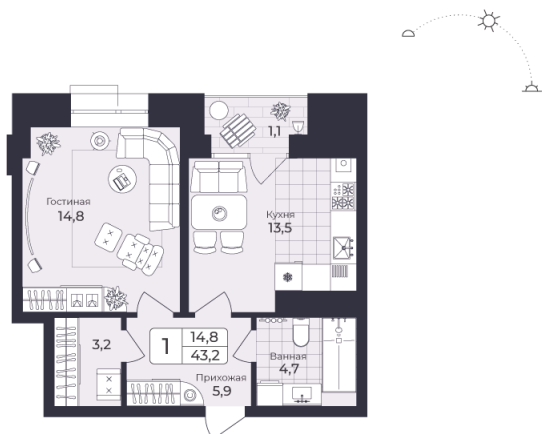 1,1
Гостиная
14,8
Кухня
13,5
3,2
1
14,8
43,2
Прихожая
5,9
Ванная
4,7